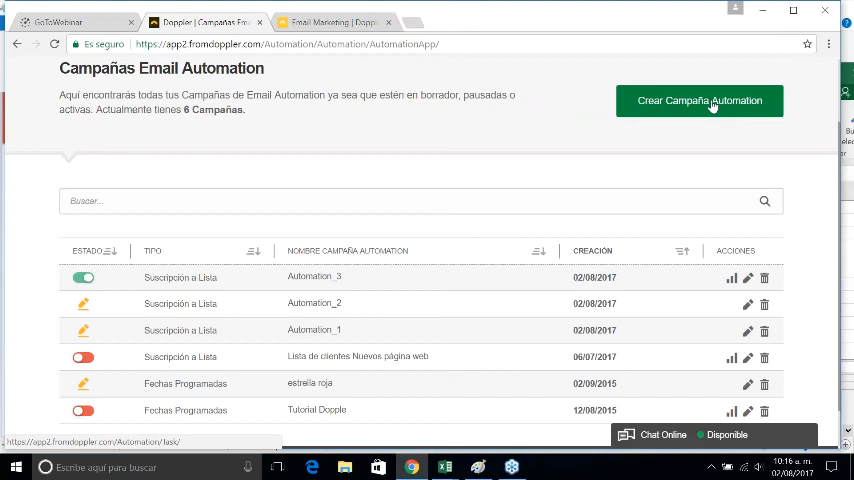 GoToWebinar
Doppler | Campañas Ema
Email Marketing | Dopple
Es seguro
https://app2.fromdoppler.com/Automation/Automation/AutomationApp/
Campañas Email Automation
Aquí encontrarás todas tus Campañas de Email Automation ya sea que estén en borrador, pausadas o
activas. Actualmente tienes 6 Campañas.
Crear Campaña Automation
Buscar...
ESTADO TIPO NOMBRE CAMPAÑA AUTOMATION CREACIÓN ACCIONES
Suscripción a Lista Automation_3 02/08/2017
Suscripción a Lista Automation_2 02/08/2017
Suscripción a Lista Automation_1 02/08/2017
Suscripción a Lista Lista de clientes Nuevos página web 06/07/2017
Fechas Programadas estrella roja 02/09/2015
Fechas Programadas Tutorial Dopple 12/08/2015
https://app2.fromdoppler.com/Automation/Task/
Chat Online Disponible
Escribe aquí para buscar
10:16 a. m.
02/08/2017